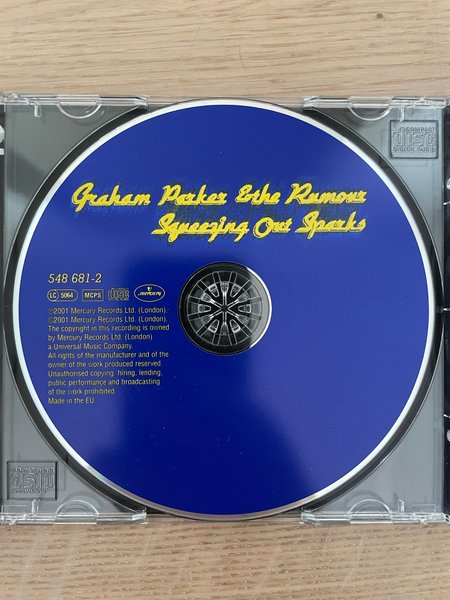 COMPACT
disc
DIGITAL AUDIO
Graham Parker &the Rumour
Squeezing Out Sparks
548 681-2
LC 5064 MCPS disc mercury
℗2001 Mercury Records Ltd. (London).
©2001 Mercury Records Ltd. (London).
The copyright in this recording is owned
by Mercury Records Ltd. (London)
a Universal Music Company.
All rights of the manufacturer and of the
owner of the work produced reserved.
Unauthorised copying, hiring, lending,
public performance and broadcasting
of the work prohibited.
Made in the EU.